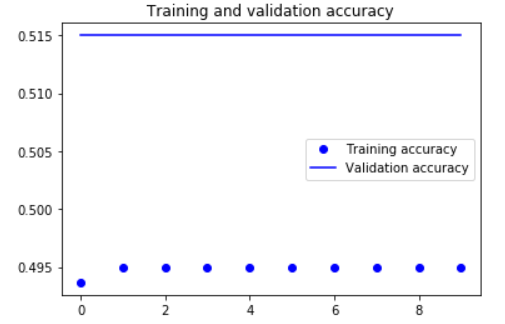 Training and validation accuracy
0.515
0.510
0.505
0.500
0.495
Training accuracy
Validation accuracy
0 2 4 6 8